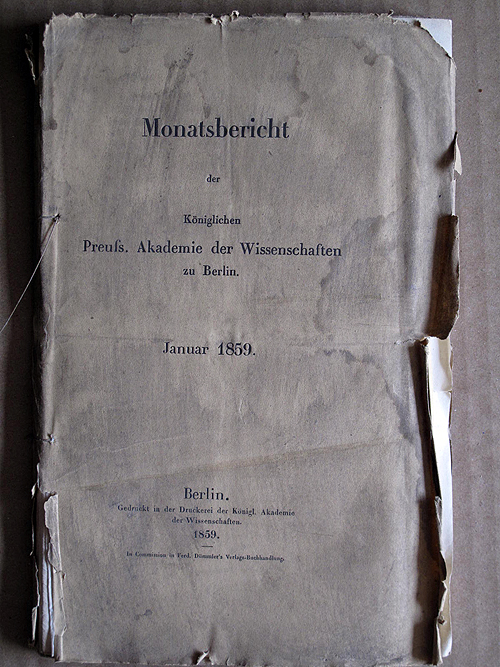 Monatsbericht
der
Königlichen
Preuſs. Akademie der Wissenschaften
zu Berlin.
Januar 1859.
Berlin.
Gedruckt in der Druckerei der Königl. Akademie
der Wissenschaften.
1859.
In Commission in Ferd. Dümmler's Verlags-Buchhandlung.